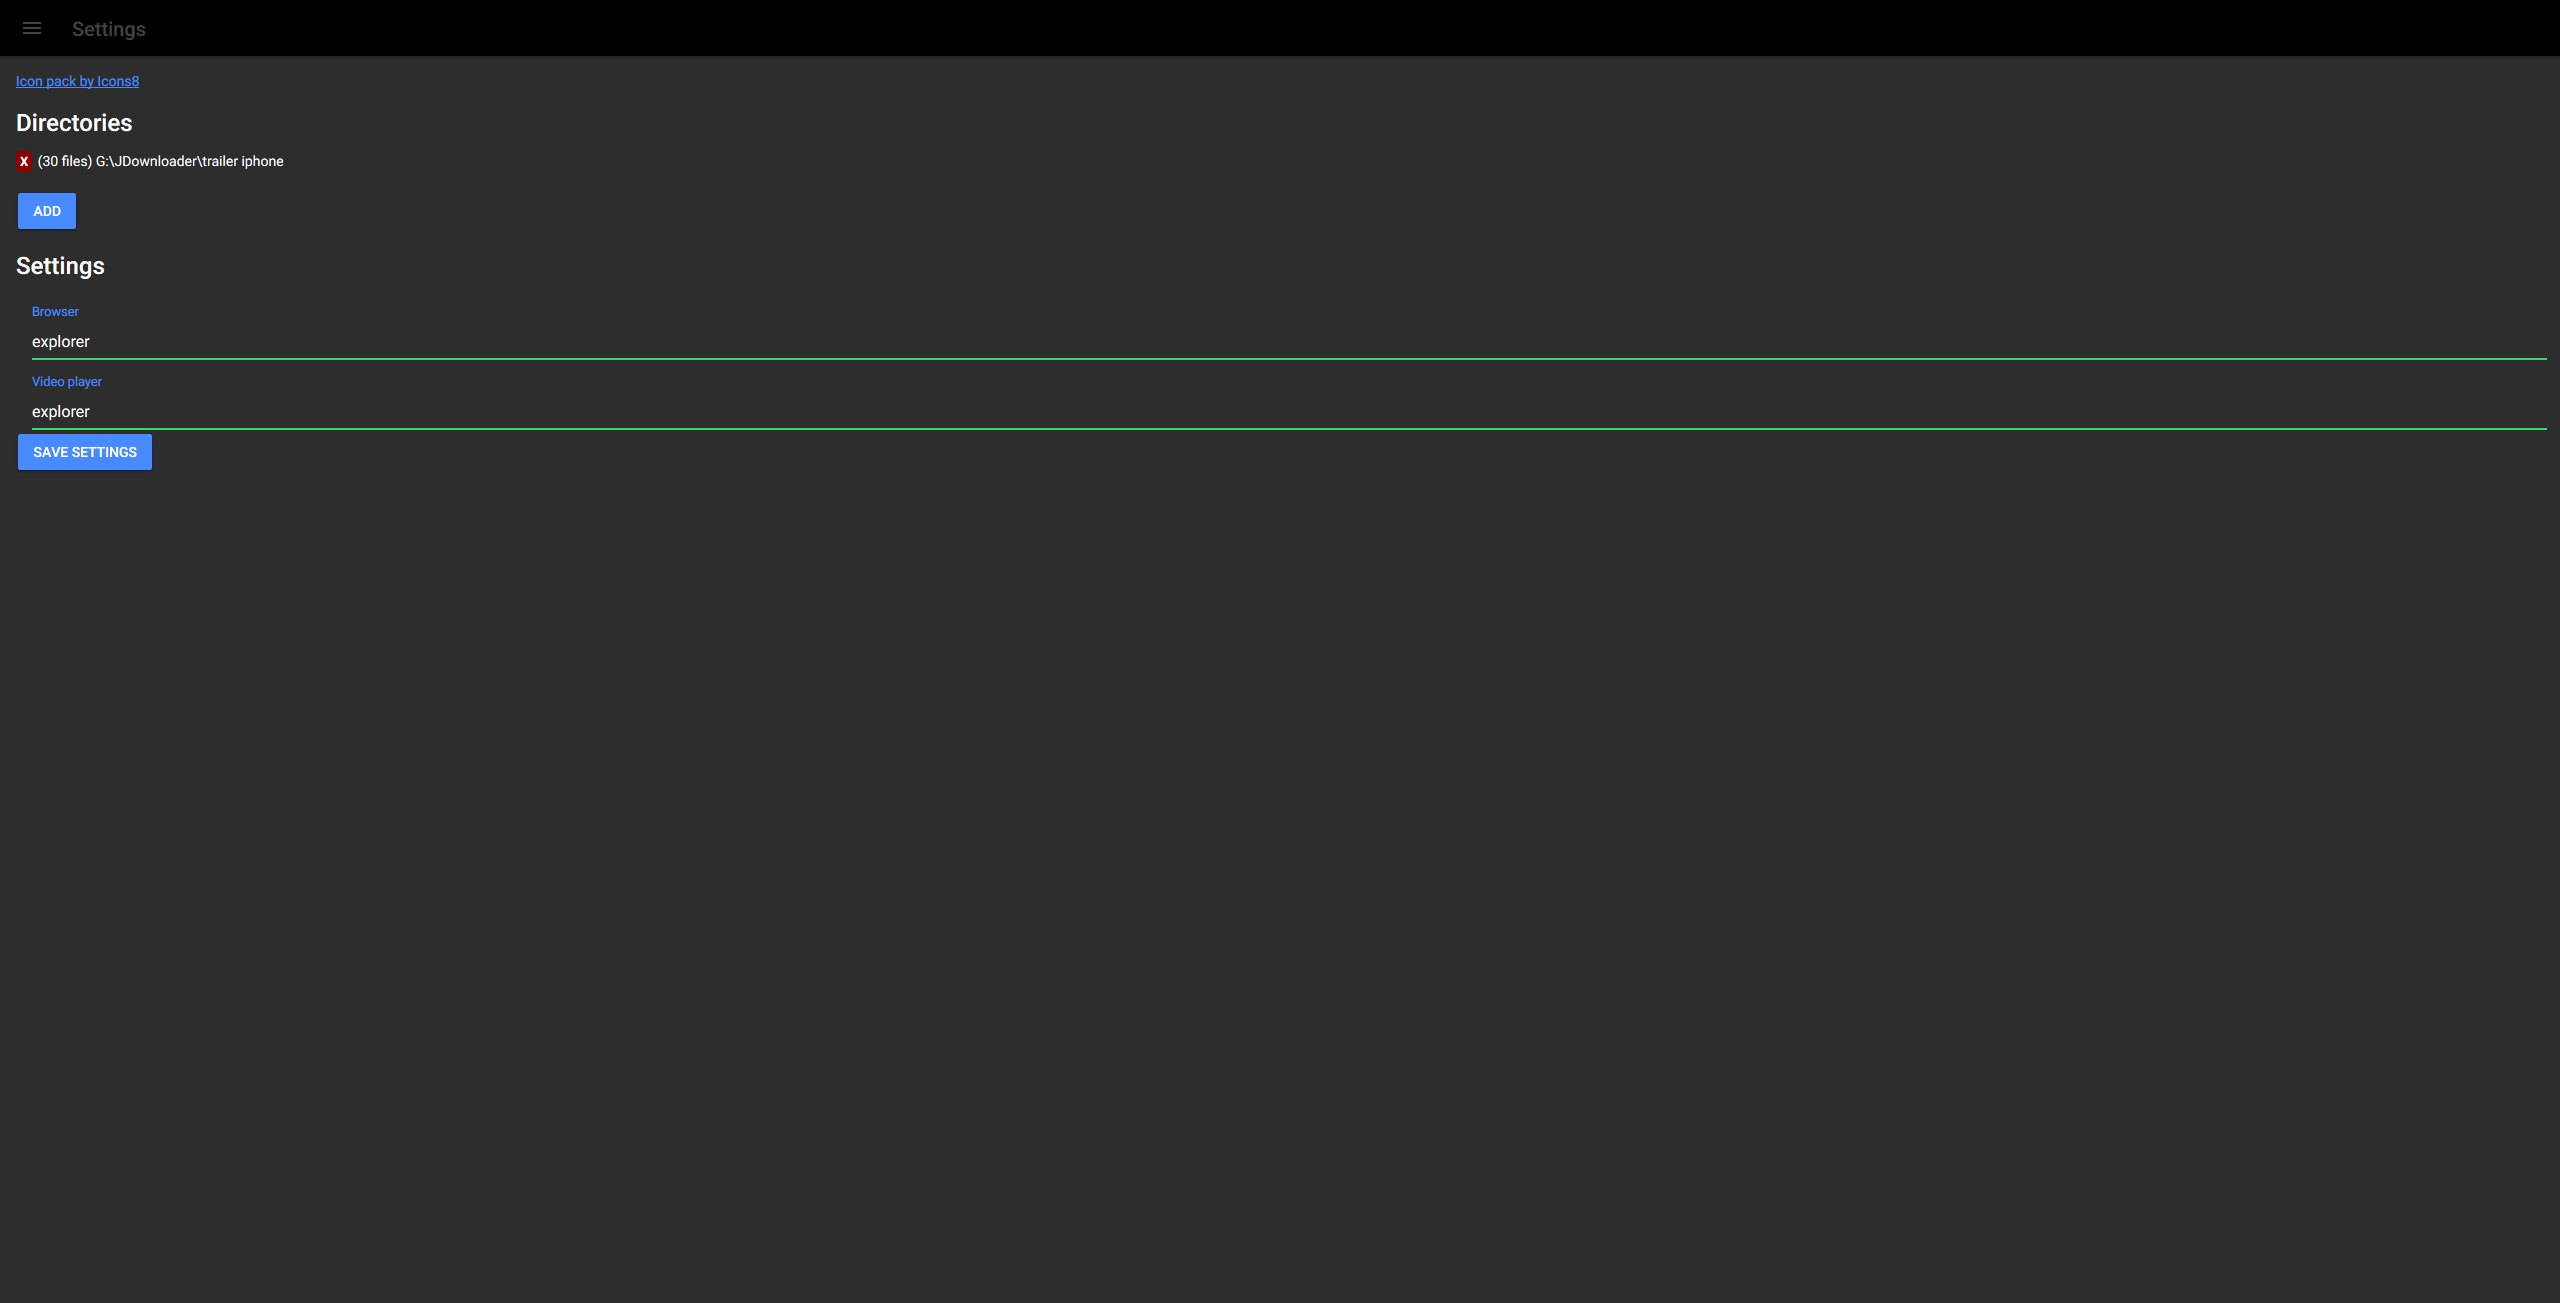 Settings
Icon pack by Icons8
Directories
X (30 files) G:\JDownloader\trailer iphone
ADD
Settings
Browser
explorer
Video player
explorer
SAVE SETTINGS